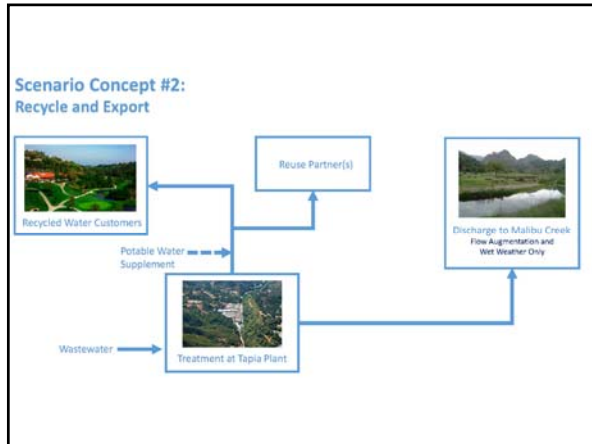 Scenario Concept #2:
Recycle and Export
Reuse Partner(s)
Recycled Water Customers
Discharge to Malibu Creek
Flow Augmentation and
Wet Weather Only
Potable Water
Supplement
Wastewater
Treatment at Tapia Plant